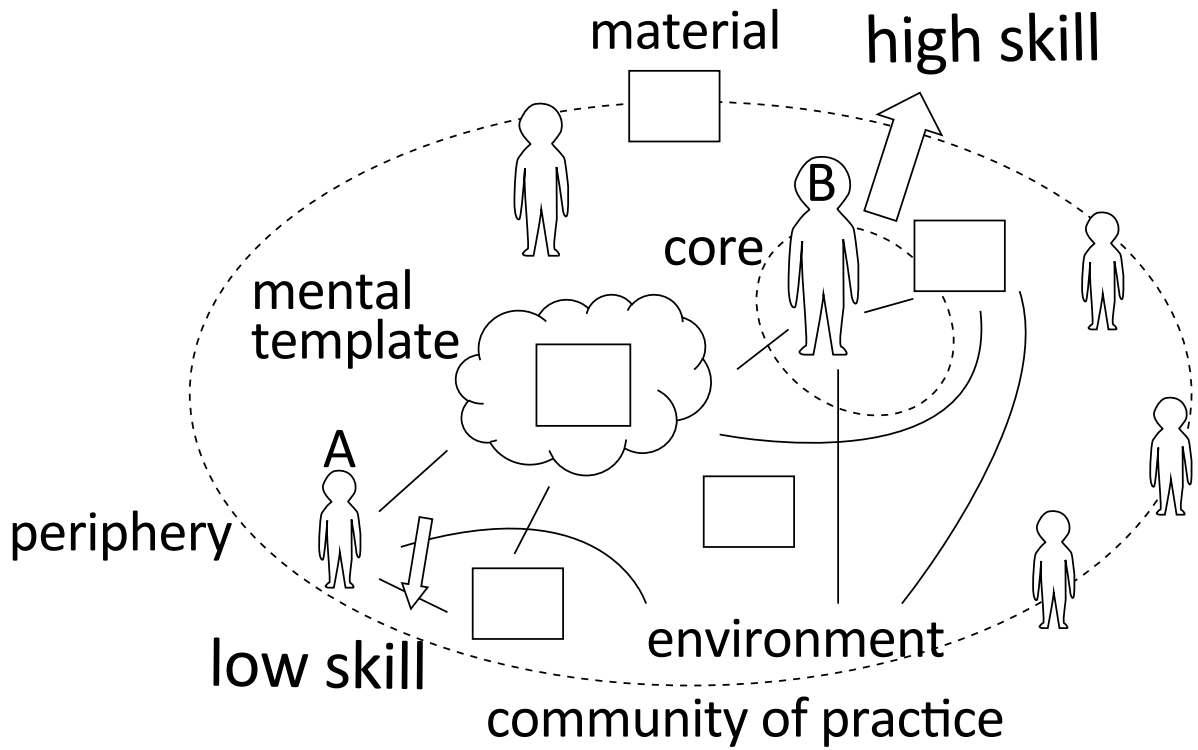 material
high skill
B
core
mental
template
A
periphery
low skill
environment
community of practice